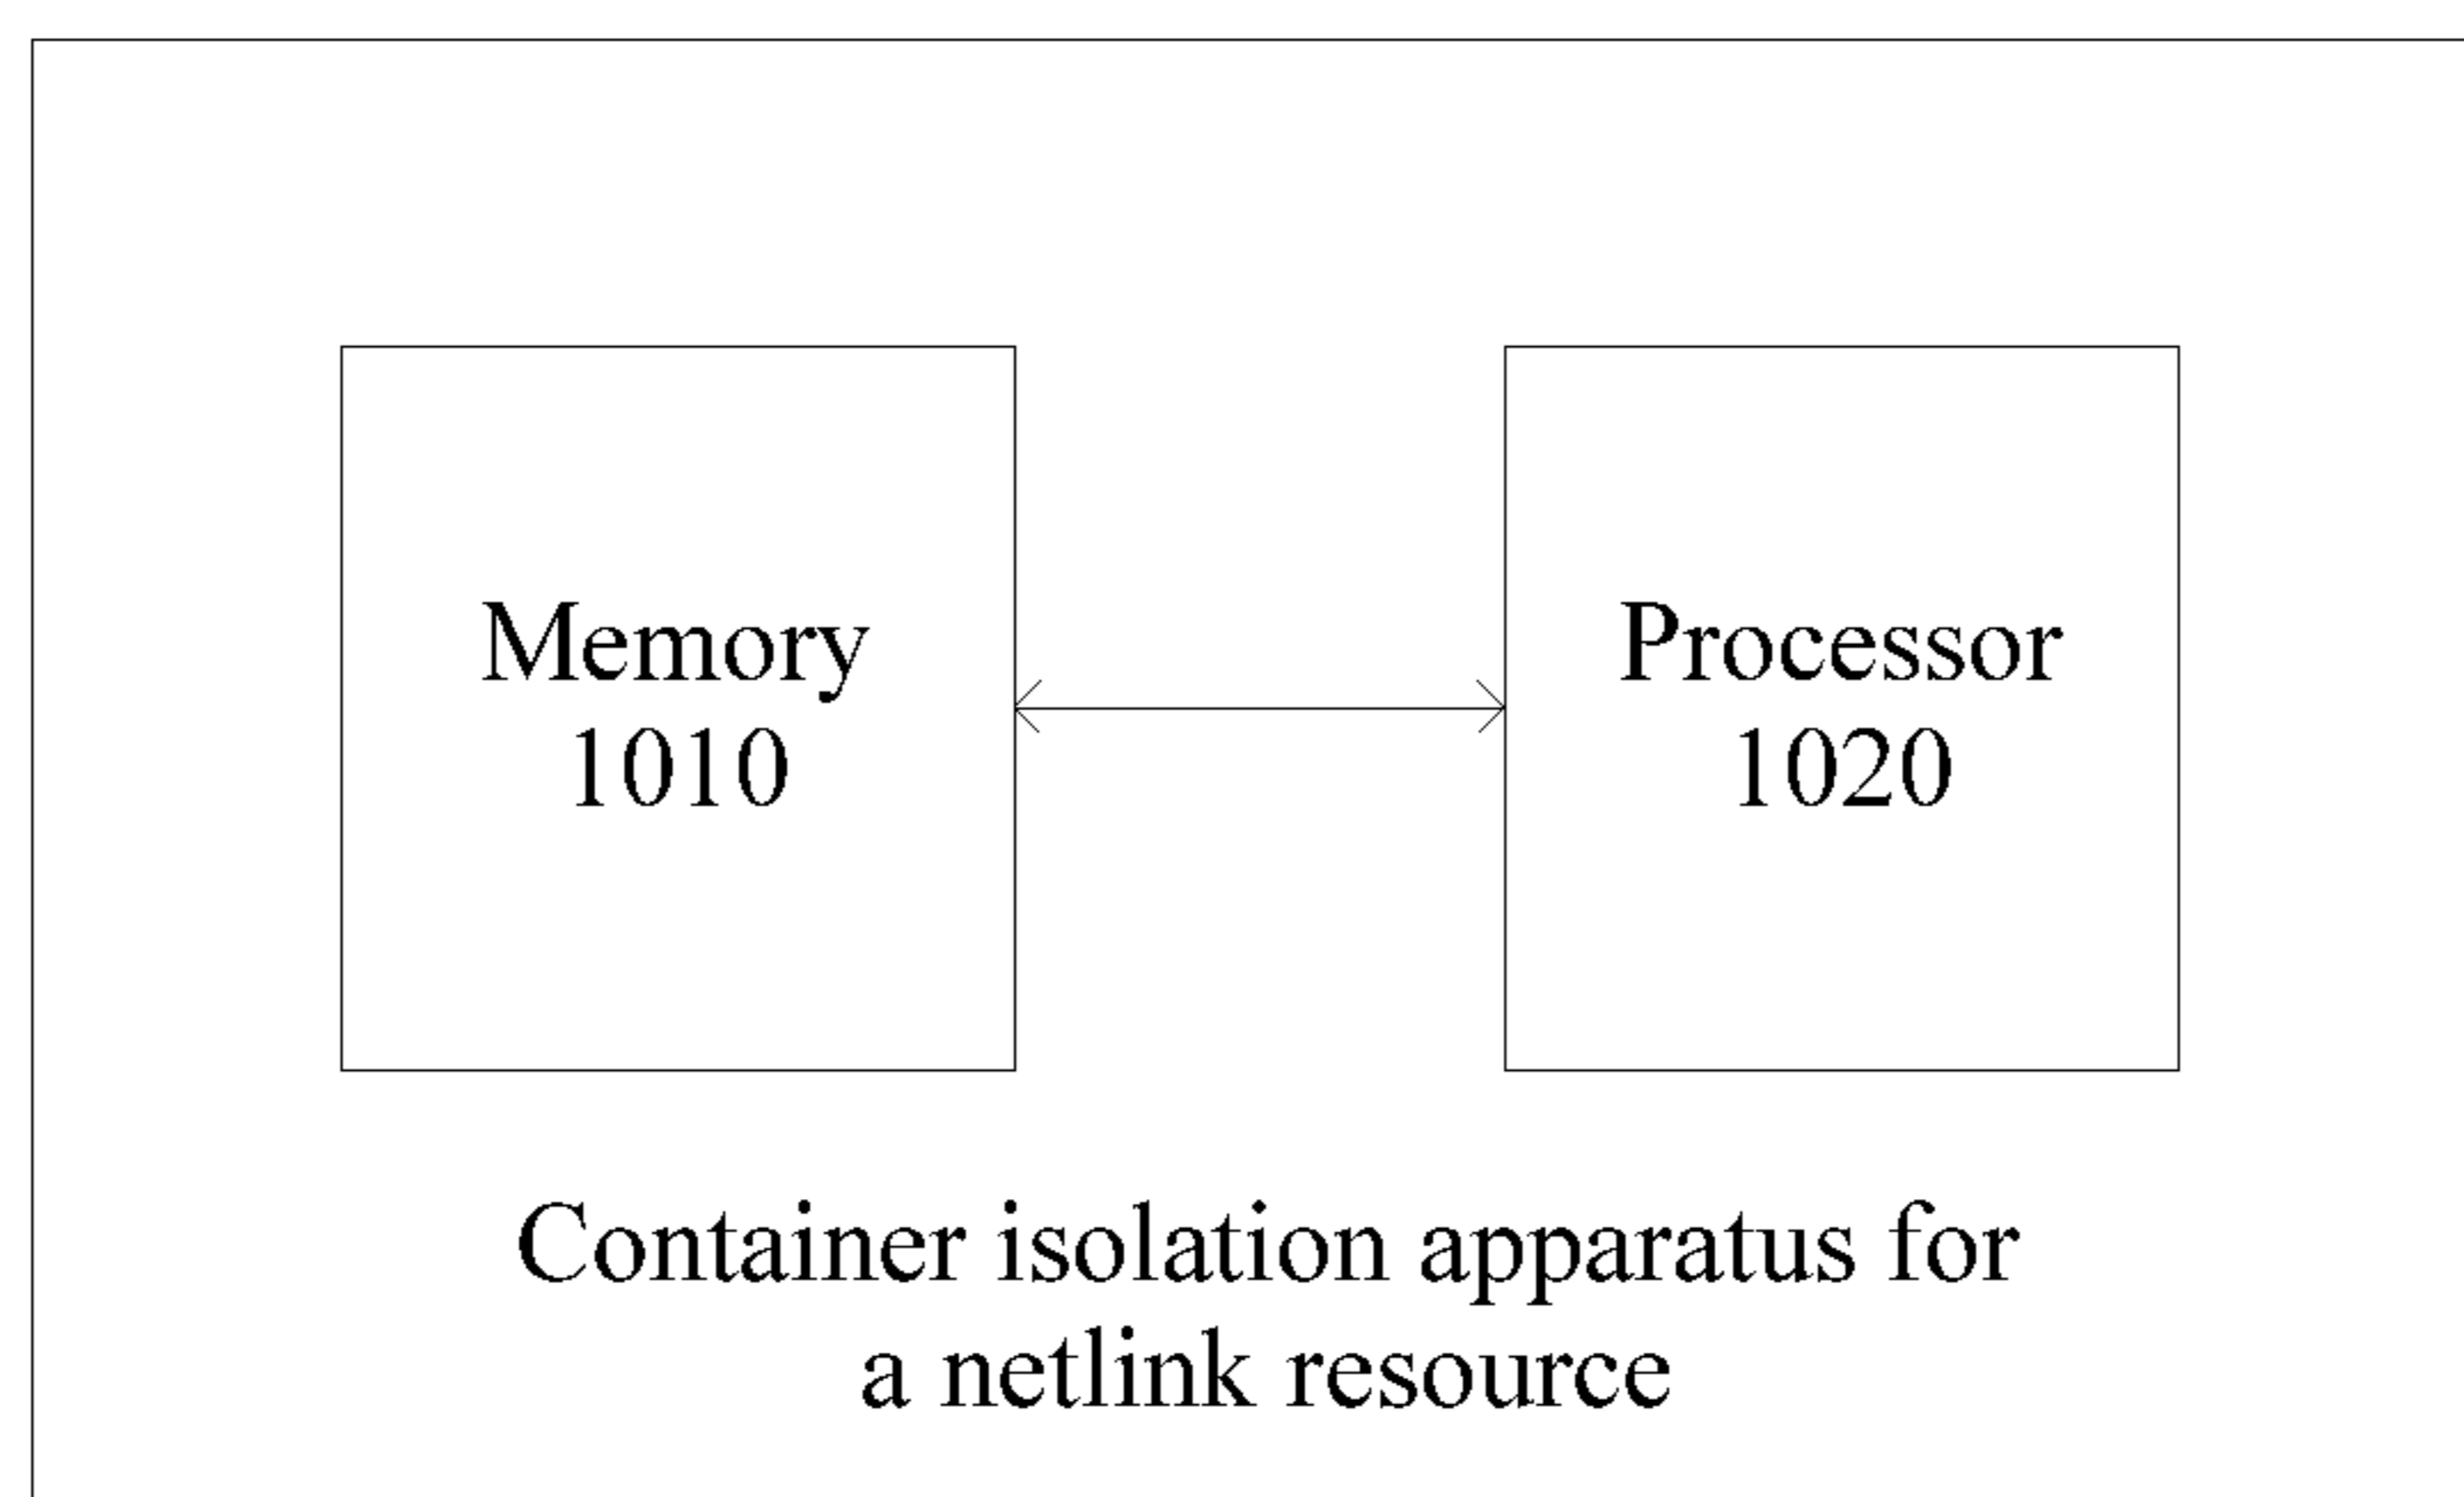 Memory
1010
Processor
1020
Container isolation apparatus for
a netlink resource